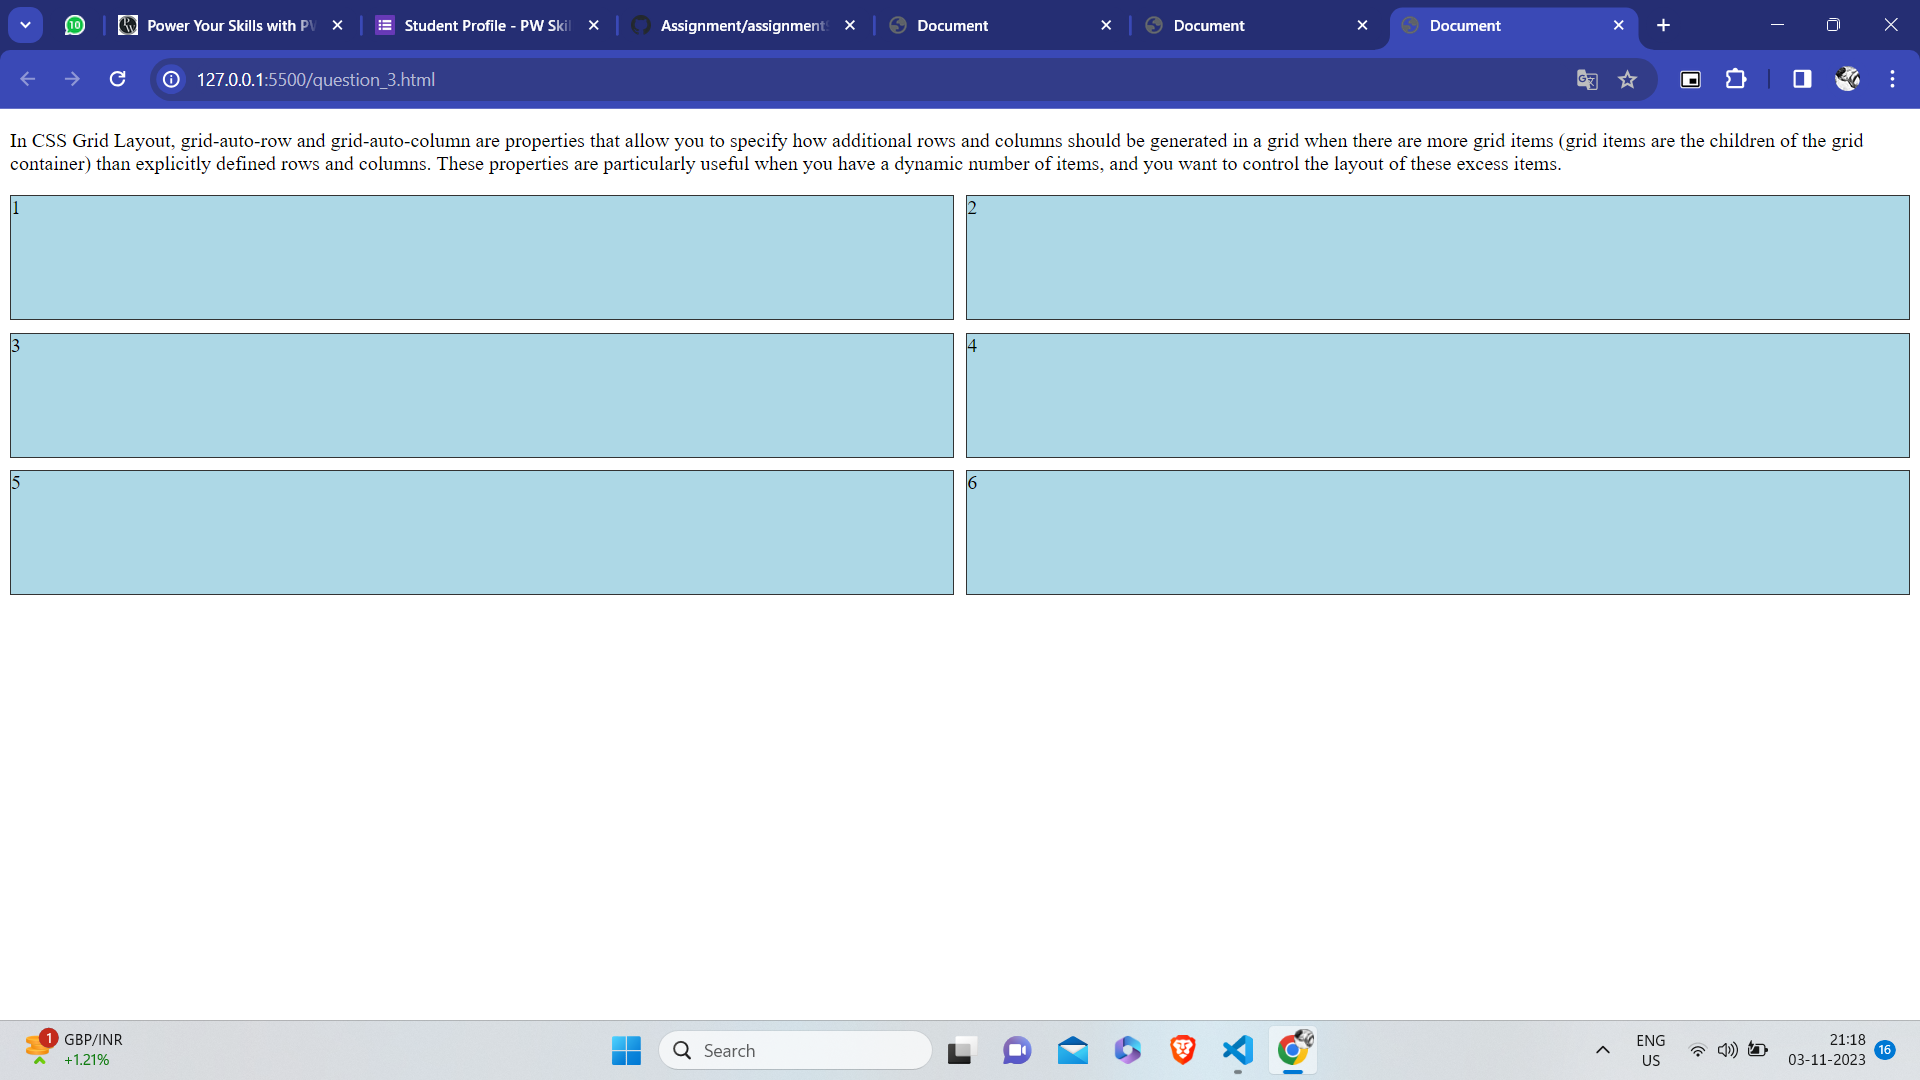 10
Power Your Skills with PW
Student Profile - PW Skil
Assignment/assignment
Document
Document
Document
127.0.0.1:5500/question_3.html
In CSS Grid Layout, grid-auto-row and grid-auto-column are properties that allow you to specify how additional rows and columns should be generated in a grid when there are more grid items (grid items are the children of the grid
container) than explicitly defined rows and columns. These properties are particularly useful when you have a dynamic number of items, and you want to control the layout of these excess items.
1
2
3
4
5
6
1
GBP/INR
+1.21%
Search
ENG
US
21:18
03-11-2023
16